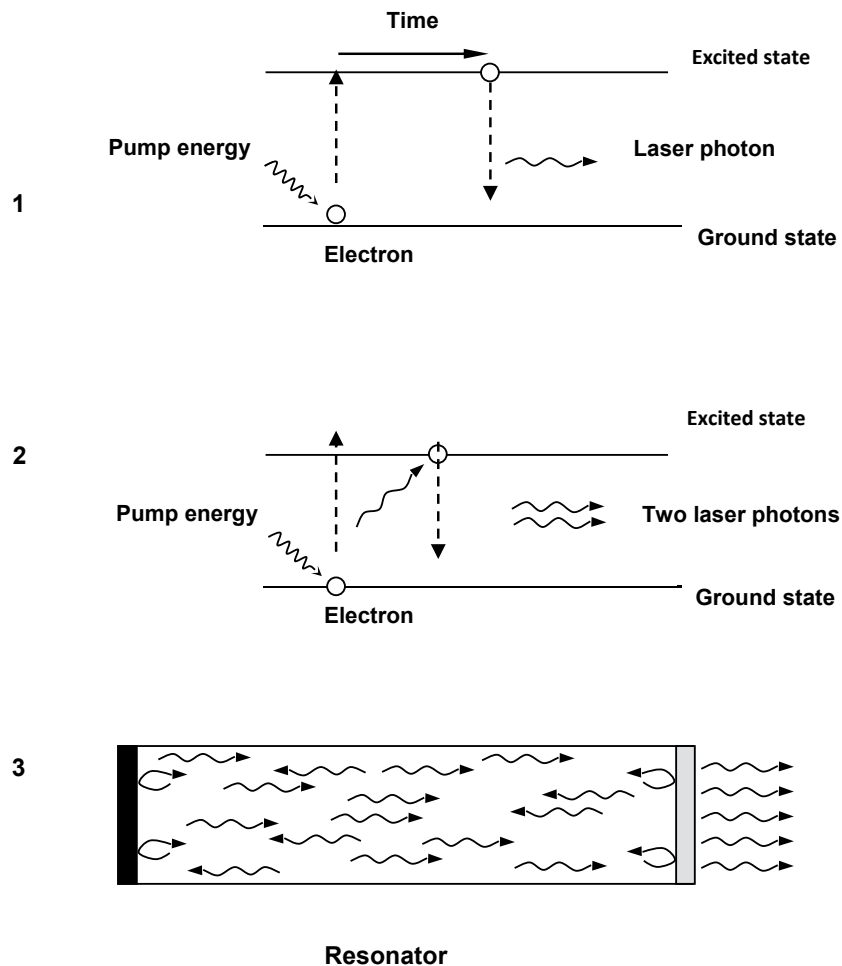 Time
Excited state
Pump energy
Laser photon
1
Ground state
Electron
Excited state
2
Pump energy
Two laser photons
Ground state
Electron
3
Resonator